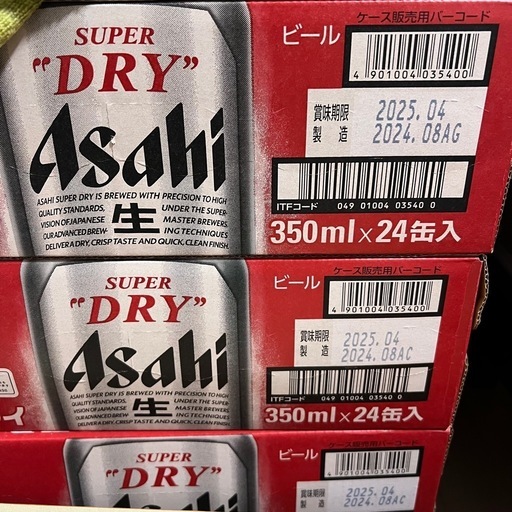 SUPER
"DRY"
Asahi
ASAHI SUPER DRY IS BREWED WITH PRECISION TO HIGH
QUALITY STANDARDS, UNDER THE SUPER-
VISION OF JAPANESE MASTER BREWERS.
OUR ADVANCED BREW- ING TECHNIQUES
DELIVER A DRY, CRISP TASTE AND QUICK, CLEAN FINISH.
生
ビール
ケース販売用バーコード
4 901004 035400
賞味期限 2025.04
製造 2024.08AG
ITFコード 049 01004 03540 0
350ml×24缶入
SUPER
"DRY"
Asahi
ASAHI SUPER DRY IS BREWED WITH PRECISION TO HIGH
QUALITY STANDARDS, UNDER THE SUPER-
VISION OF JAPANESE MASTER BREWERS.
OUR ADVANCED BREW- ING TECHNIQUES
DELIVER A DRY, CRISP TASTE AND QUICK, CLEAN FINISH.
生
イ
ビール
ケース販売用バーコード
4 901004 035400
賞味期限 2025.04
製造 2024.08AC
ITFコード 049 01004 03540 0
350ml×24缶入
SUPER
"DRY"
ビール
ケース販売用バーコード
4 901004 035400
賞味期限 2025.04
製造 2024.08AC